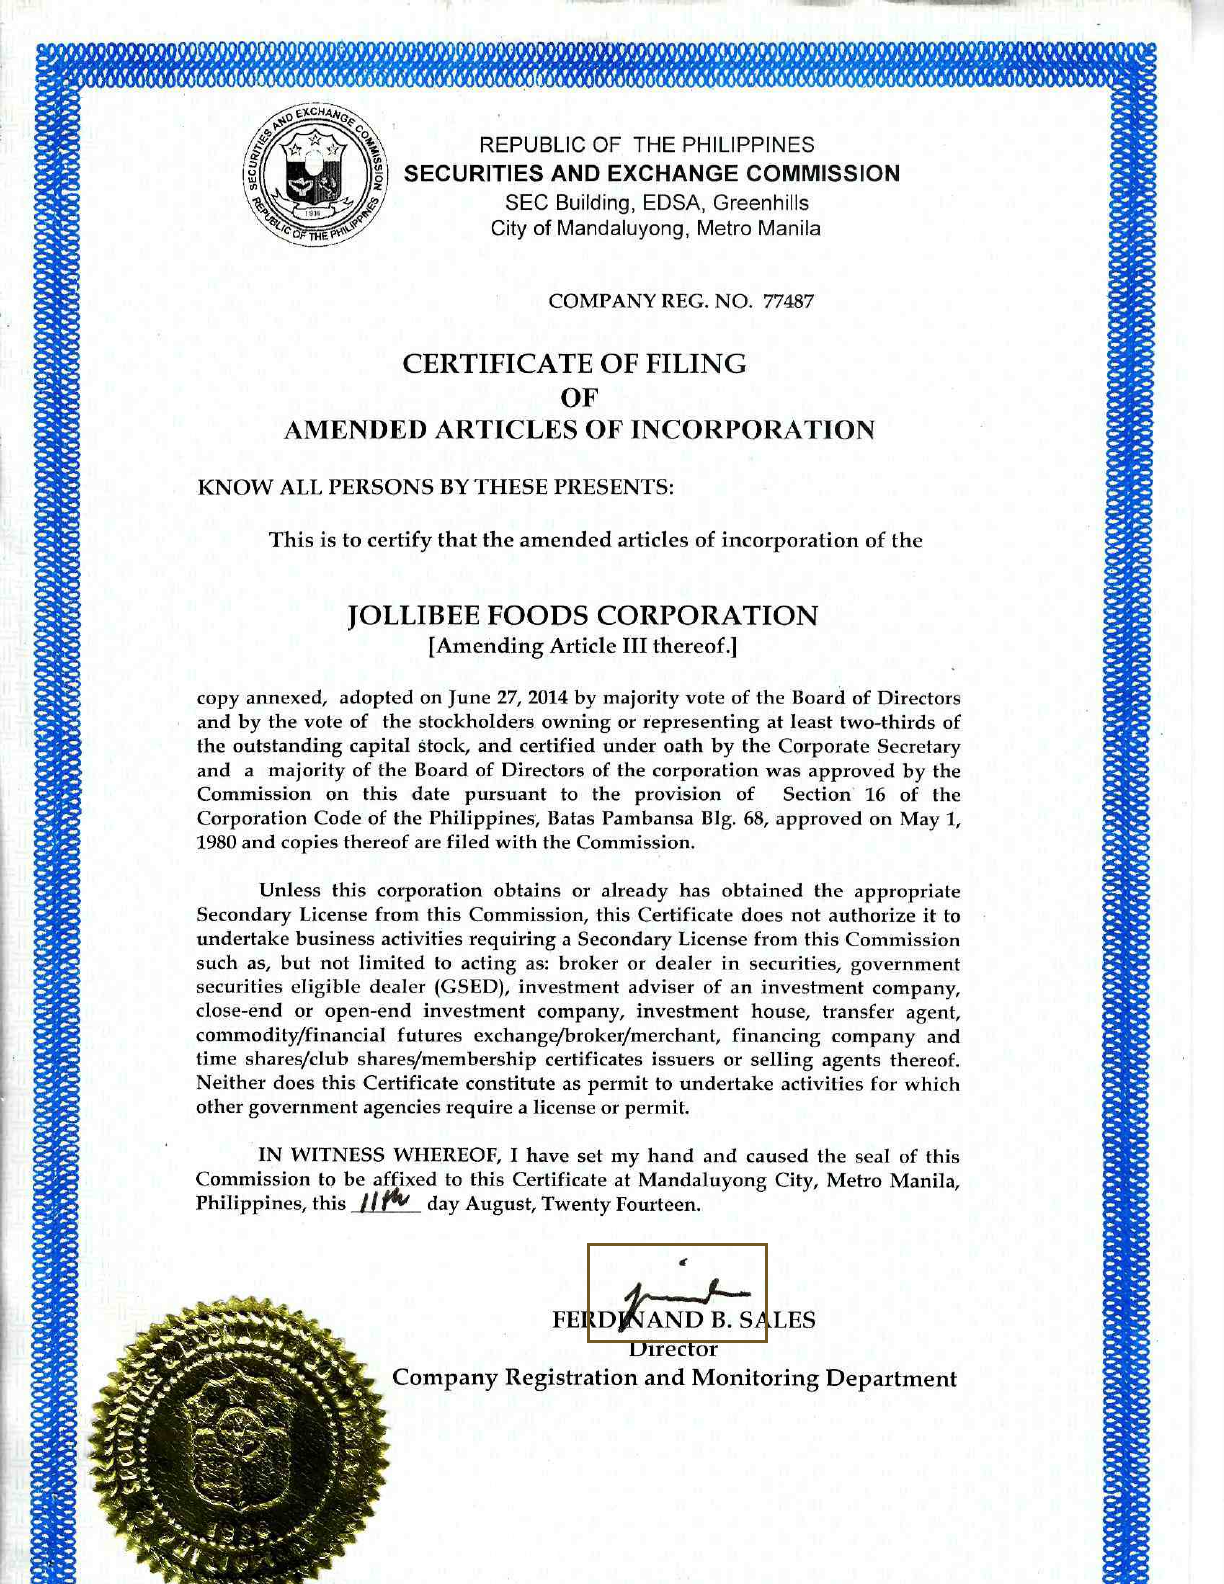 SECURITIES AND EXCHANGE COMMISSION
REPUBLIC OF THE PHILIPPINES
1936
REPUBLIC OF THE PHILIPPINES
SECURITIES AND EXCHANGE COMMISSION
SEC Building, EDSA, Greenhills
City of Mandaluyong, Metro Manila
COMPANY REG. NO. 77487
CERTIFICATE OF FILING
OF
AMENDED ARTICLES OF INCORPORATION
KNOW ALL PERSONS BY THESE PRESENTS:
This is to certify that the amended articles of incorporation of the
JOLLIBEE FOODS CORPORATION
[Amending Article III thereof.]
copy annexed, adopted on June 27, 2014 by majority vote of the Board of Directors
and by the vote of the stockholders owning or representing at least two-thirds of
the outstanding capital stock, and certified under oath by the Corporate Secretary
and a majority of the Board of Directors of the corporation was approved by the
Commission on this date pursuant to the provision of Section 16 of the
Corporation Code of the Philippines, Batas Pambansa Blg. 68, approved on May 1,
1980 and copies thereof are filed with the Commission.
Unless this corporation obtains or already has obtained the appropriate
Secondary License from this Commission, this Certificate does not authorize it to
undertake business activities requiring a Secondary License from this Commission
such as, but not limited to acting as: broker or dealer in securities, government
securities eligible dealer (GSED), investment adviser of an investment company,
close-end or open-end investment company, investment house, transfer agent,
commodity/financial futures exchange/broker/merchant, financing company and
time shares/club shares/membership certificates issuers or selling agents thereof.
Neither does this Certificate constitute as permit to undertake activities for which
other government agencies require a license or permit.
IN WITNESS WHEREOF, I have set my hand and caused the seal of this
Commission to be affixed to this Certificate at Mandaluyong City, Metro Manila,
Philippines, this 11th day August, Twenty Fourteen.
FERDINAND B. SALES
Director
Company Registration and Monitoring Department
1936